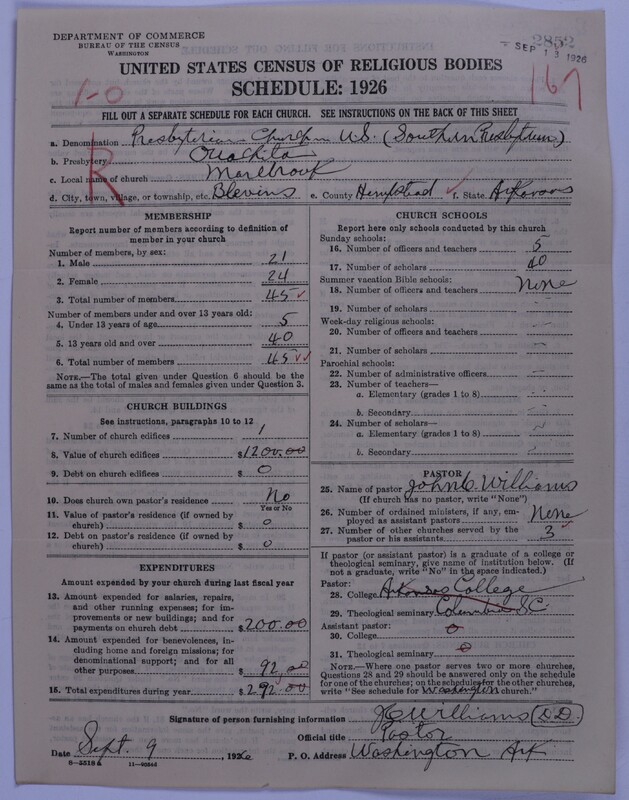 DEPARTMENT OF COMMERCE
BUREAU OF THE CENSUS
WASHINGTON
2852
SEP 13 1926
1-0
167
R
UNITED STATES CENSUS OF RELIGIOUS BODIES
SCHEDULE: 1926
FILL OUT A SEPARATE SCHEDULE FOR EACH CHURCH. SEE INSTRUCTIONS ON THE BACK OF THIS SHEET
a. Denomination Presbyterian Church in U.S. (Southern Presbyterian)
b. Presbytery Ouachita
c. Local name of church Marlbrook
d. City, town, village, or township, etc. Blevins e. County Hempstead f. State Arkansas
MEMBERSHIP
Report number of members according to definition of member in your church
Number of members, by sex:
1. Male 21
2. Female 24
3. Total number of members 45
Number of members under and over 13 years old:
4. Under 13 years of age 5
5. 13 years old and over 40
6. Total number of members 45
NOTE.—The total given under Question 6 should be the same as the total of males and females given under Question 3.
CHURCH BUILDINGS
See instructions, paragraphs 10 to 12
7. Number of church edifices 1
8. Value of church edifices $1200.00
9. Debt on church edifices $ 0
10. Does church own pastor's residence No
Yes or No
11. Value of pastor's residence (if owned by church) $ 0
12. Debt on pastor's residence (if owned by church) $ 0
EXPENDITURES
Amount expended by your church during last fiscal year
13. Amount expended for salaries, repairs, and other running expenses; for improvements or new buildings; and for payments on church debt $200.00
14. Amount expended for benevolences, including home and foreign missions; for denominational support; and for all other purposes $ 92.00
15. Total expenditures during year $292.00
CHURCH SCHOOLS
Report here only schools conducted by this church
Sunday schools:
16. Number of officers and teachers 5
17. Number of scholars 40
Summer vacation Bible schools:
18. Number of officers and teachers None
19. Number of scholars
Week-day religious schools:
20. Number of officers and teachers
21. Number of scholars
Parochial schools:
22. Number of administrative officers
23. Number of teachers—
a. Elementary (grades 1 to 8)
b. Secondary
24. Number of scholars—
a. Elementary (grades 1 to 8)
b. Secondary
PASTOR
25. Name of pastor John C. Williams
(If church has no pastor, write "None")
26. Number of ordained ministers, if any, employed as assistant pastors None
27. Number of other churches served by the pastor or his assistants 3
If pastor (or assistant pastor) is a graduate of a college or theological seminary, give name of institution below. (If not a graduate, write "No" in the space indicated.)
Pastor:
28. College Arkansas College
29. Theological seminary Columbia SC
Assistant pastor:
30. College 0
31. Theological seminary 0
NOTE.—Where one pastor serves two or more churches, Questions 28 and 29 should be answered only on the schedule for one of the churches; on the schedules for the other churches, write "See schedule for Washington church."
Signature of person furnishing information JC Williams (D.D.)
Official title Pastor
Date Sept. 9, 1926 P. O. Address Washington Ark